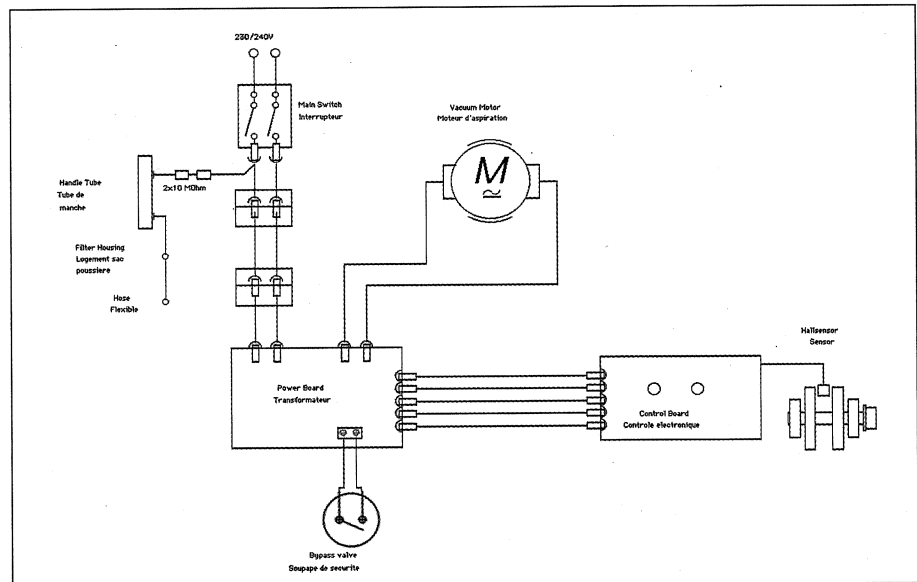 230/240V
Main Switch
Interrupteur
Vacuum Motor
Moteur d'aspiration
M
Handle Tube
Tube de
manche
2x10 MOhm
Filter Housing
Logement sac
poussiere
Hose
Flexible
Hallsensor
Sensor
Power Board
Transformateur
Control Board
Controle electronique
Bypass valve
Soupape de securite